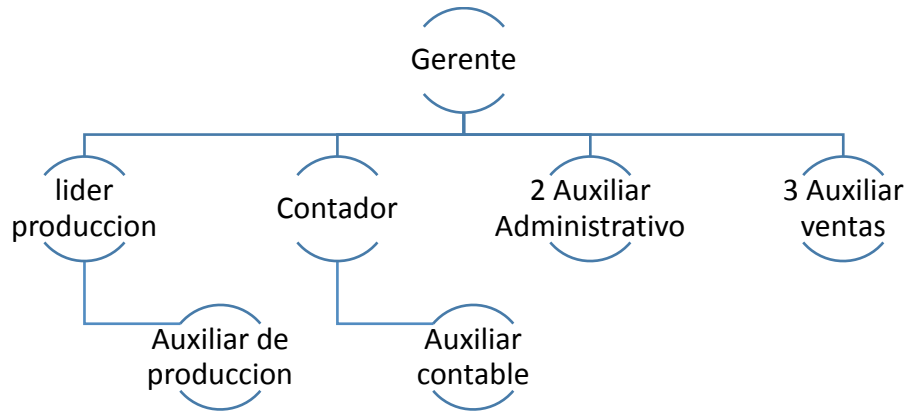 Gerente
lider
produccion
Contador
2 Auxiliar
Administrativo
3 Auxiliar
ventas
Auxiliar de
produccion
Auxiliar
contable